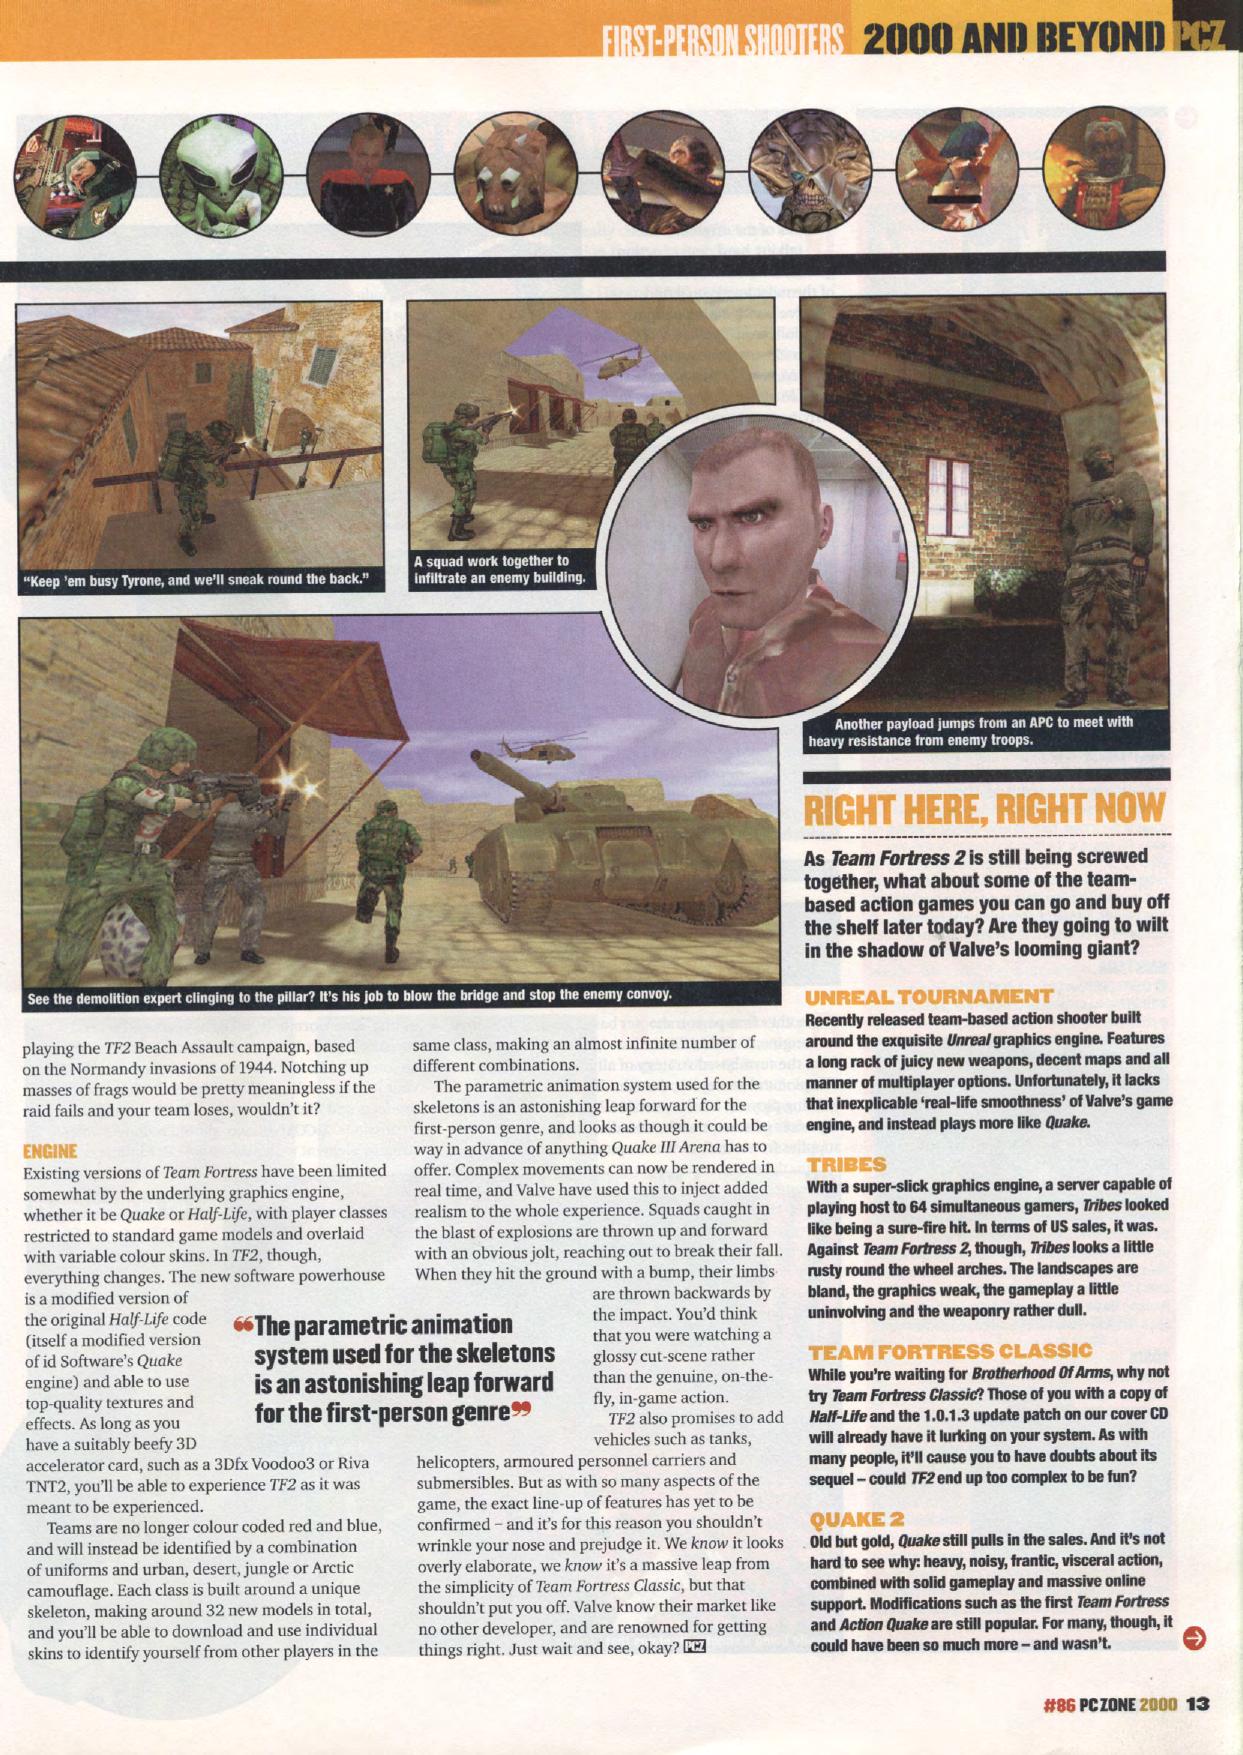 FIRST-PERSON SHOOTERS 2000 AND BEYOND PCZ
"Keep 'em busy Tyrone, and we'll sneak round the back."
A squad work together to
infiltrate an enemy building.
Another payload jumps from an APC to meet with
heavy resistance from enemy troops.
See the demolition expert clinging to the pillar? It's his job to blow the bridge and stop the enemy convoy.
playing the TF2 Beach Assault campaign, based
on the Normandy invasions of 1944. Notching up
masses of frags would be pretty meaningless if the
raid fails and your team loses, wouldn't it?
ENGINE
Existing versions of Team Fortress have been limited
somewhat by the underlying graphics engine,
whether it be Quake or Half-Life, with player classes
restricted to standard game models and overlaid
with variable colour skins. In TF2, though,
everything changes. The new software powerhouse
is a modified version of
the original Half-Life code
(itself a modified version
of id Software's Quake
engine) and able to use
top-quality textures and
effects. As long as you
have a suitably beefy 3D
accelerator card, such as a 3Dfx Voodoo3 or Riva
TNT2, you'll be able to experience TF2 as it was
meant to be experienced.
Teams are no longer colour coded red and blue,
and will instead be identified by a combination
of uniforms and urban, desert, jungle or Arctic
camouflage. Each class is built around a unique
skeleton, making around 32 new models in total,
and you'll be able to download and use individual
skins to identify yourself from other players in the
same class, making an almost infinite number of
different combinations.
The parametric animation system used for the
skeletons is an astonishing leap forward for the
first-person genre, and looks as though it could be
way in advance of anything Quake III Arena has to
offer. Complex movements can now be rendered in
real time, and Valve have used this to inject added
realism to the whole experience. Squads caught in
the blast of explosions are thrown up and forward
with an obvious jolt, reaching out to break their fall.
When they hit the ground with a bump, their limbs
are thrown backwards by
the impact. You'd think
that you were watching a
glossy cut-scene rather
than the genuine, on-the-
fly, in-game action.
TF2 also promises to add
vehicles such as tanks,
helicopters, armoured personnel carriers and
submersibles. But as with so many aspects of the
game, the exact line-up of features has yet to be
confirmed – and it's for this reason you shouldn't
wrinkle your nose and prejudge it. We know it looks
overly elaborate, we know it's a massive leap from
the simplicity of Team Fortress Classic, but that
shouldn't put you off. Valve know their market like
no other developer, and are renowned for getting
things right. Just wait and see, okay? PCZ
“The parametric animation
system used for the skeletons
is an astonishing leap forward
for the first-person genre”
RIGHT HERE, RIGHT NOW
As Team Fortress 2 is still being screwed
together, what about some of the team-
based action games you can go and buy off
the shelf later today? Are they going to wilt
in the shadow of Valve's looming giant?
UNREAL TOURNAMENT
Recently released team-based action shooter built
around the exquisite Unreal graphics engine. Features
a long rack of juicy new weapons, decent maps and all
manner of multiplayer options. Unfortunately, it lacks
that inexplicable 'real-life smoothness' of Valve's game
engine, and instead plays more like Quake.
TRIBES
With a super-slick graphics engine, a server capable of
playing host to 64 simultaneous gamers, Tribes looked
like being a sure-fire hit. In terms of US sales, it was.
Against Team Fortress 2, though, Tribes looks a little
rusty round the wheel arches. The landscapes are
bland, the graphics weak, the gameplay a little
uninvolving and the weaponry rather dull.
TEAM FORTRESS CLASSIC
While you're waiting for Brotherhood Of Arms, why not
try Team Fortress Classic? Those of you with a copy of
Half-Life and the 1.0.1.3 update patch on our cover CD
will already have it lurking on your system. As with
many people, it'll cause you to have doubts about its
sequel – could TF2 end up too complex to be fun?
QUAKE 2
Old but gold, Quake still pulls in the sales. And it's not
hard to see why: heavy, noisy, frantic, visceral action,
combined with solid gameplay and massive online
support. Modifications such as the first Team Fortress
and Action Quake are still popular. For many, though, it
could have been so much more – and wasn't.
#86 PC ZONE 2000 13